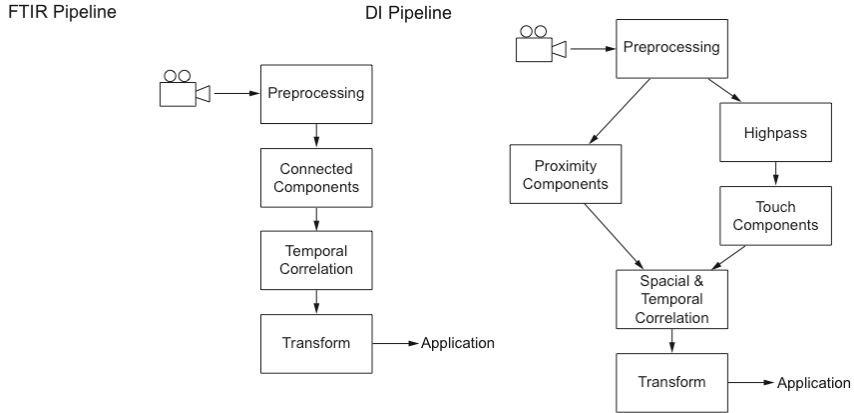 FTIR Pipeline
Preprocessing
Connected
Components
Temporal
Correlation
Transform
Application
DI Pipeline
Preprocessing
Highpass
Proximity
Components
Touch
Components
Spacial &
Temporal
Correlation
Transform
Application